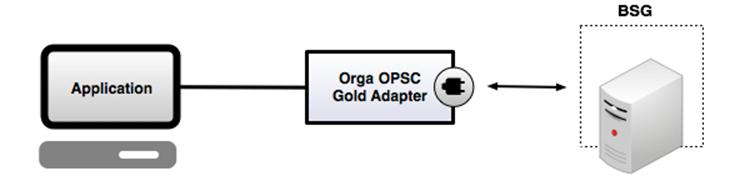 BSG
Application
Orga OPSC
Gold Adapter